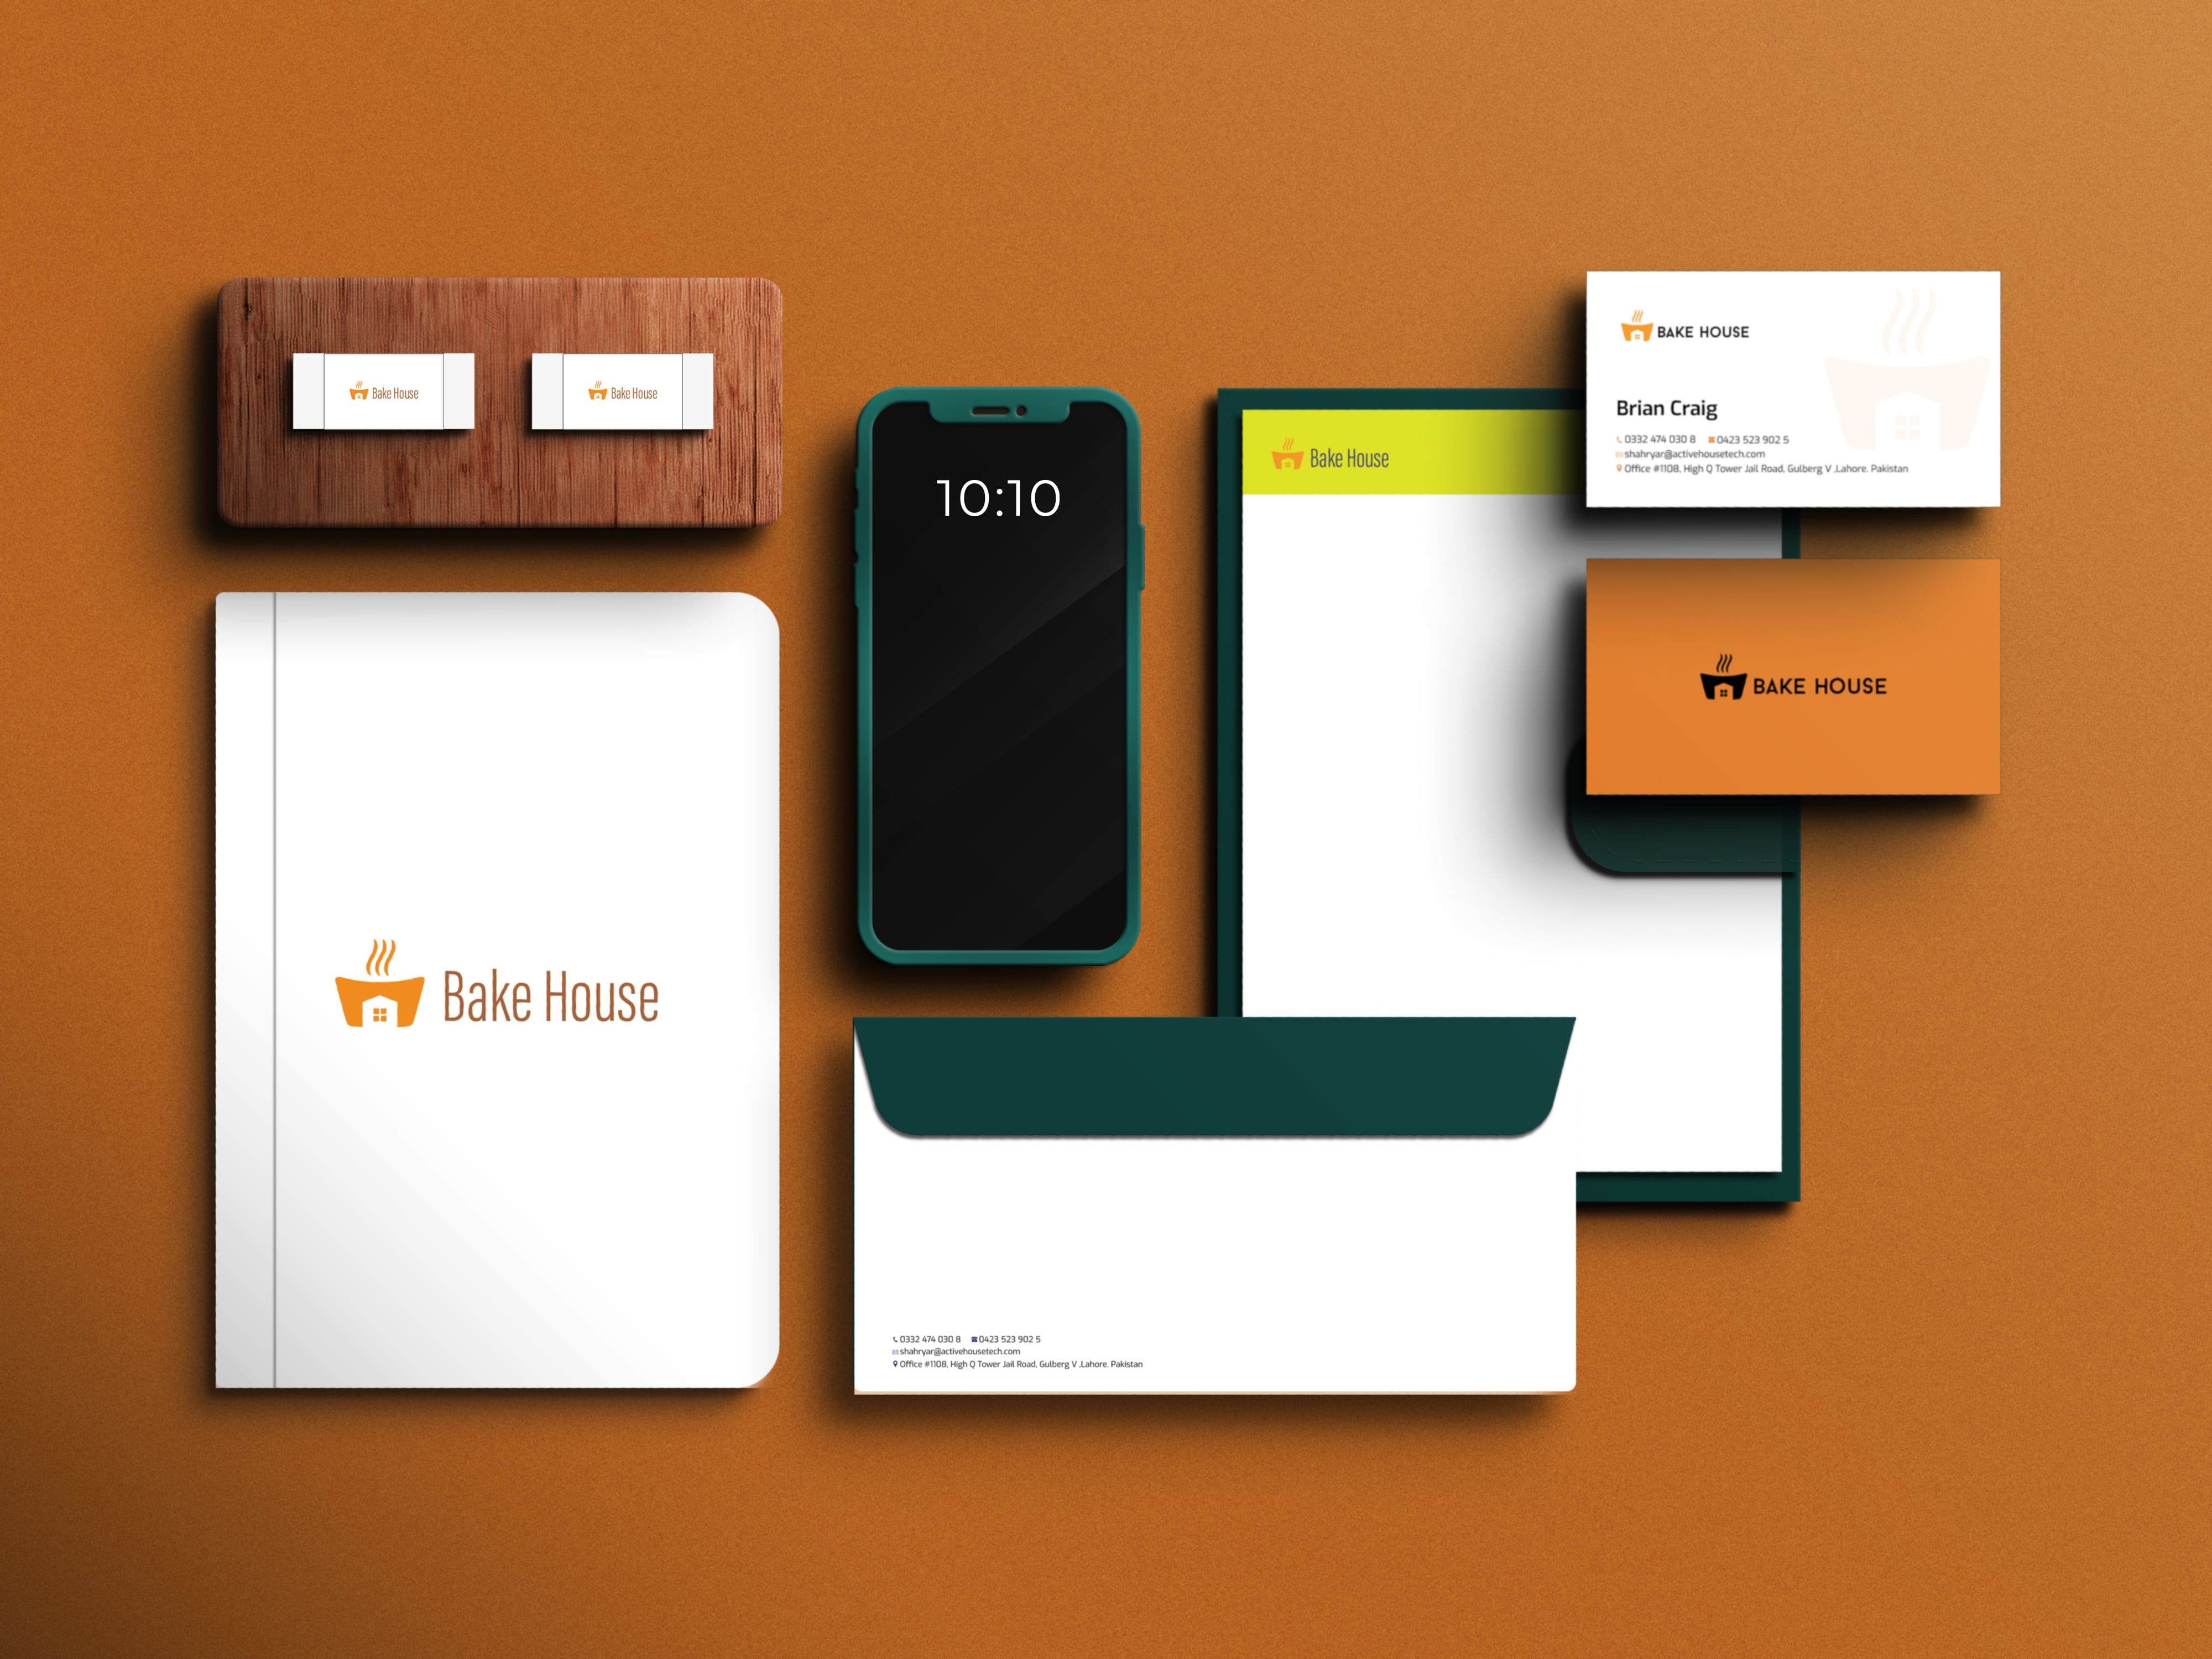 Bake House
Bake House
Bake House
10:10
Bake House
BAKE HOUSE
Brian Craig
0332 474 030 8 0423 523 902 5
shahryar@activehousetech.com
Office #1108, High Q Tower Jail Road, Gulberg V ,Lahore. Pakistan
BAKE HOUSE
0332 474 030 8 0423 523 902 5
shahryar@activehousetech.com
Office #1108, High Q Tower Jail Road, Gulberg V ,Lahore. Pakistan